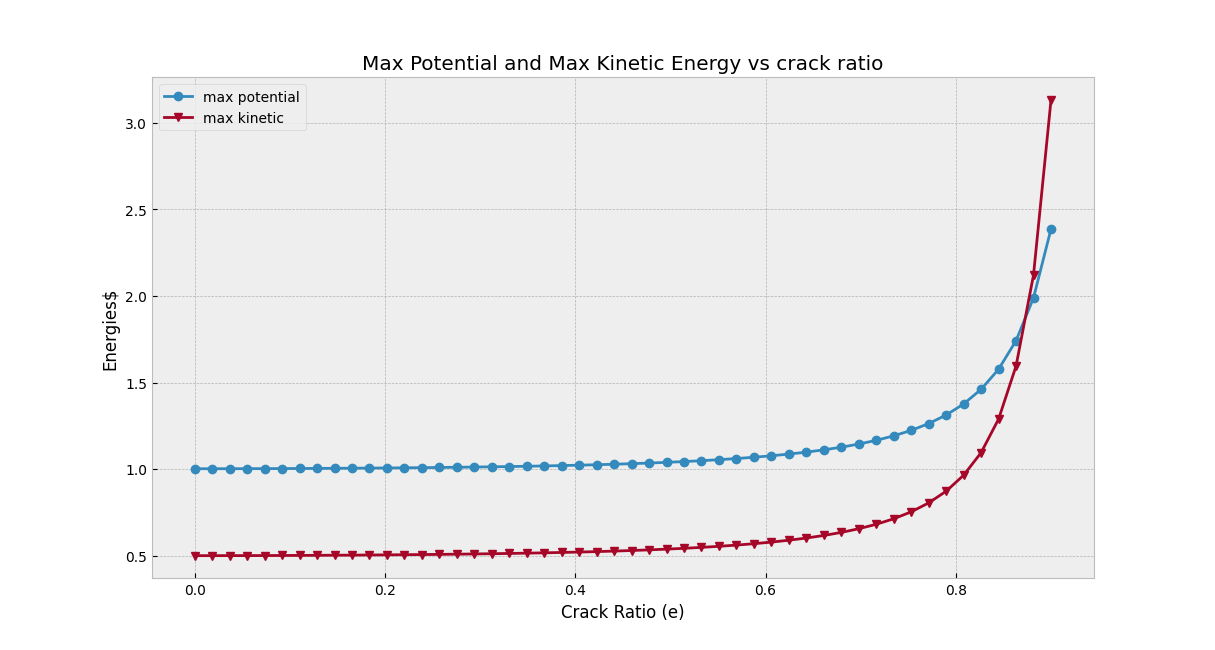 Max Potential and Max Kinetic Energy vs crack ratio
max potential
max kinetic
3.0
2.5
2.0
1.5
1.0
0.5
Energies$
0.0 0.2 0.4 0.6 0.8
Crack Ratio (e)